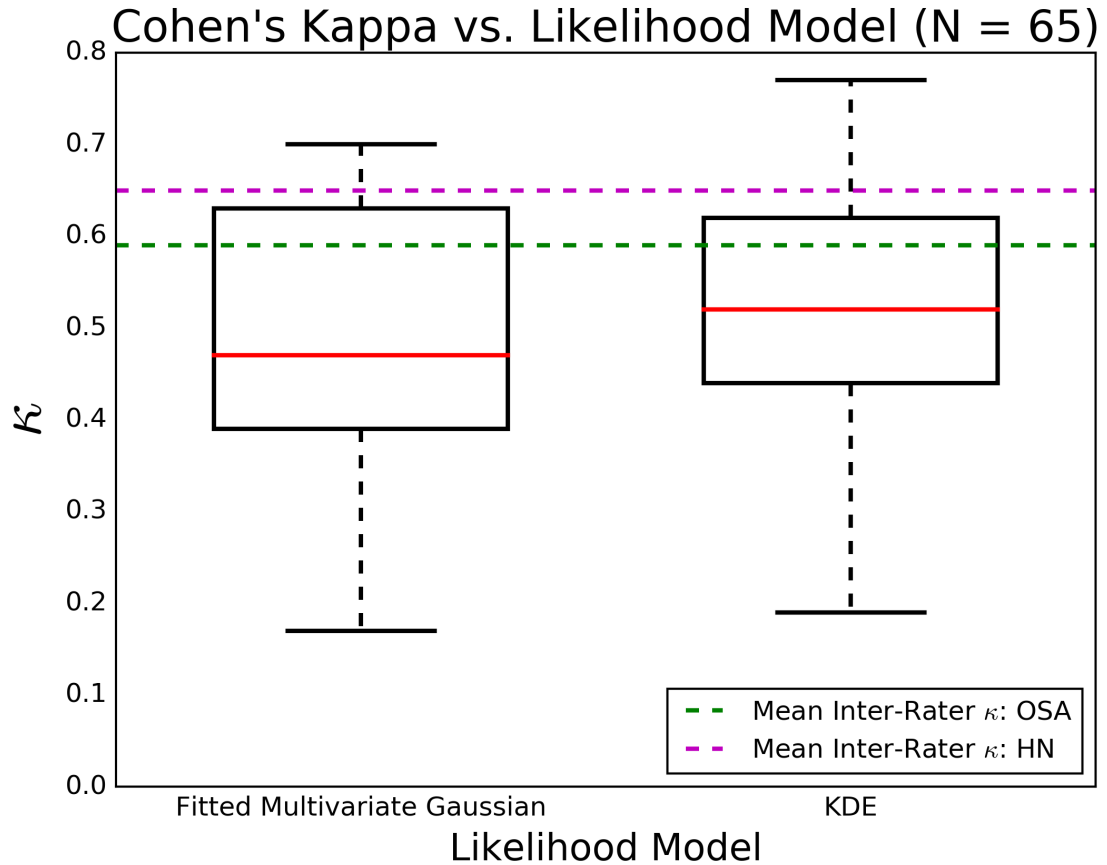 Cohen's Kappa vs. Likelihood Model (N = 65)
0.8
0.7
0.6
0.5
0.4
0.3
0.2
0.1
0.0
κ
Mean Inter-Rater κ: OSA
Mean Inter-Rater κ: HN
Fitted Multivariate Gaussian
KDE
Likelihood Model